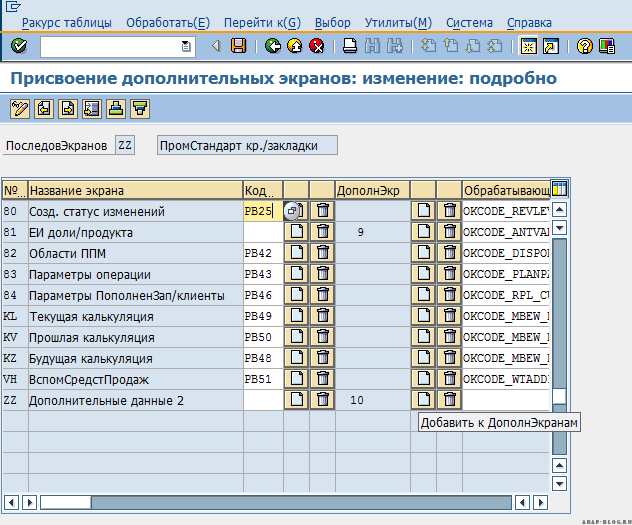 Ракурс таблицы Обработать(E) Перейти к(G) Выбор Утилиты(M) Система Справка
Присвоение дополнительных экранов: изменение: подробно
ПоследовЭкранов ZZ ПромСтандарт кр./закладки
№... Название экрана Код... ДополнЭкр Обрабатывающ
80 Созд. статус изменений PB25 OKCODE_REVLEV
81 ЕИ доли/продукта 9 OKCODE_ANTVA
82 Области ППМ PB42 OKCODE_DISPO
83 Параметры операции PB43 OKCODE_PLANP
84 Параметры ПополненЗап/клиенты PB46 OKCODE_RPL_CU
KL Текущая калькуляция PB49 OKCODE_MBEW_
KV Прошлая калькуляция PB50 OKCODE_MBEW_
KZ Будущая калькуляция PB48 OKCODE_MBEW_
VH ВспомСредстПродаж PB51 OKCODE_WTADD
ZZ Дополнительные данные 2 10
Добавить к ДополнЭкранам
ABAP-BLOG.RU